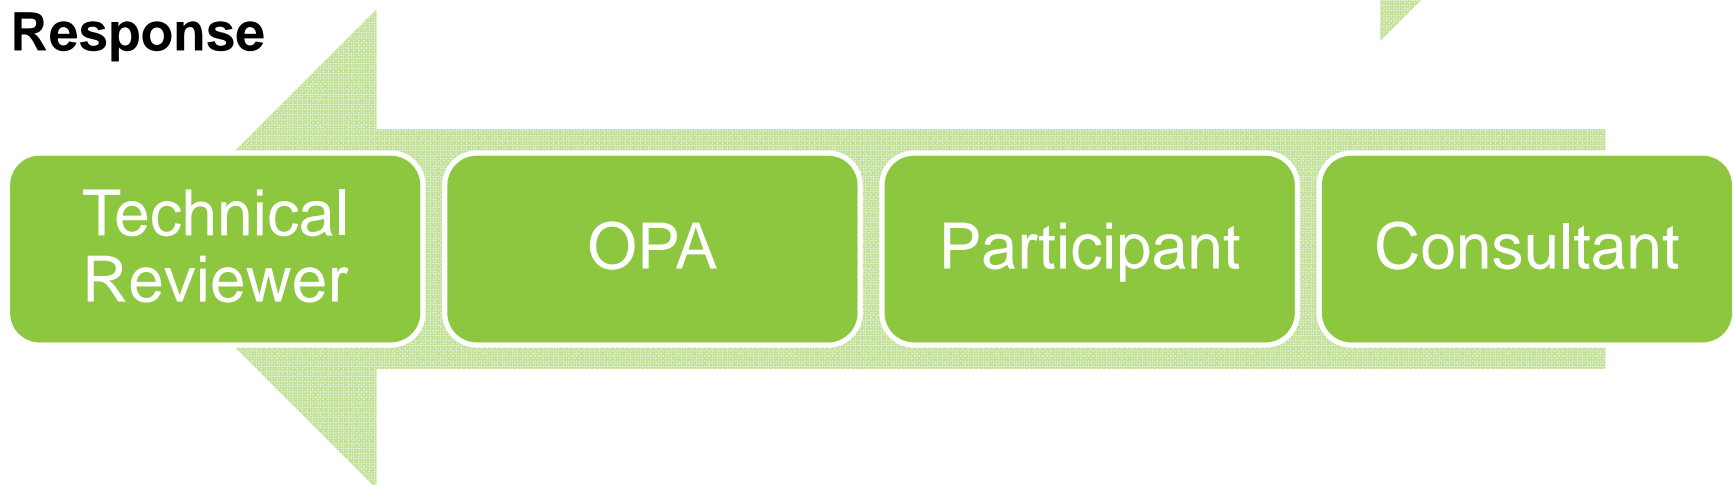 Response
Technical
Reviewer
OPA
Participant
Consultant